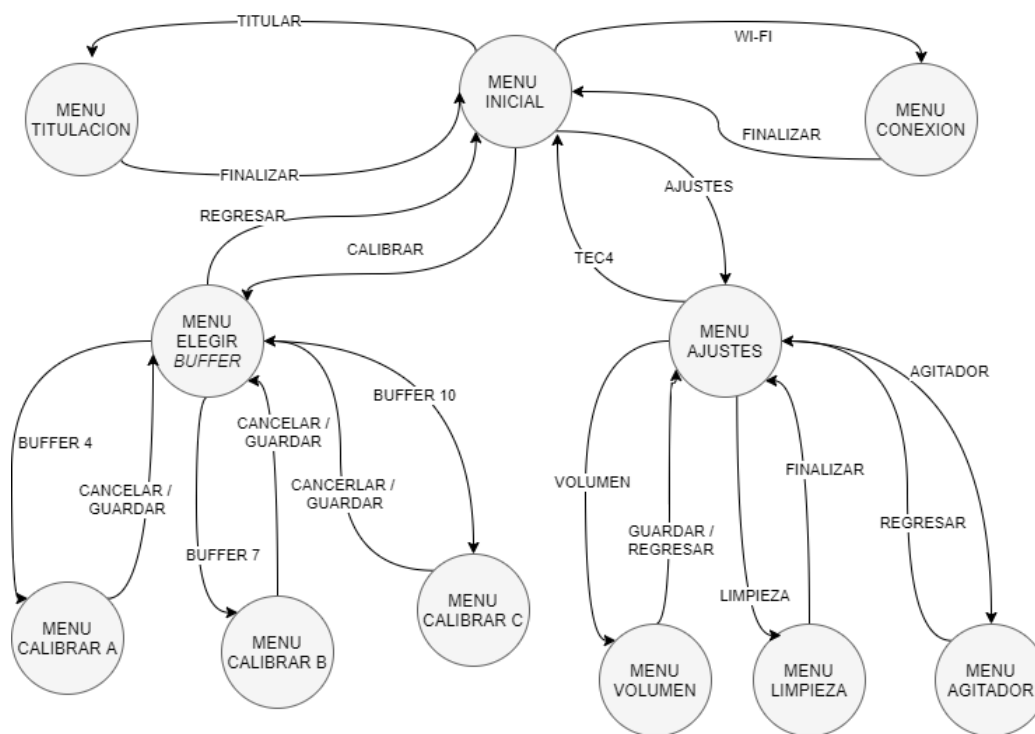 TITULAR
WI-FI
MENU
INICIAL
MENU
TITULACION
MENU
CONEXION
FINALIZAR
FINALIZAR
REGRESAR
AJUSTES
CALIBRAR
TEC4
MENU
ELEGIR
BUFFER
MENU
AJUSTES
BUFFER 4
CANCELAR /
GUARDAR
BUFFER 10
AGITADOR
CANCELAR /
GUARDAR
CANCERLAR /
GUARDAR
VOLUMEN
FINALIZAR
GUARDAR /
REGRESAR
REGRESAR
BUFFER 7
LIMPIEZA
MENU
CALIBRAR A
MENU
CALIBRAR B
MENU
CALIBRAR C
MENU
VOLUMEN
MENU
LIMPIEZA
MENU
AGITADOR